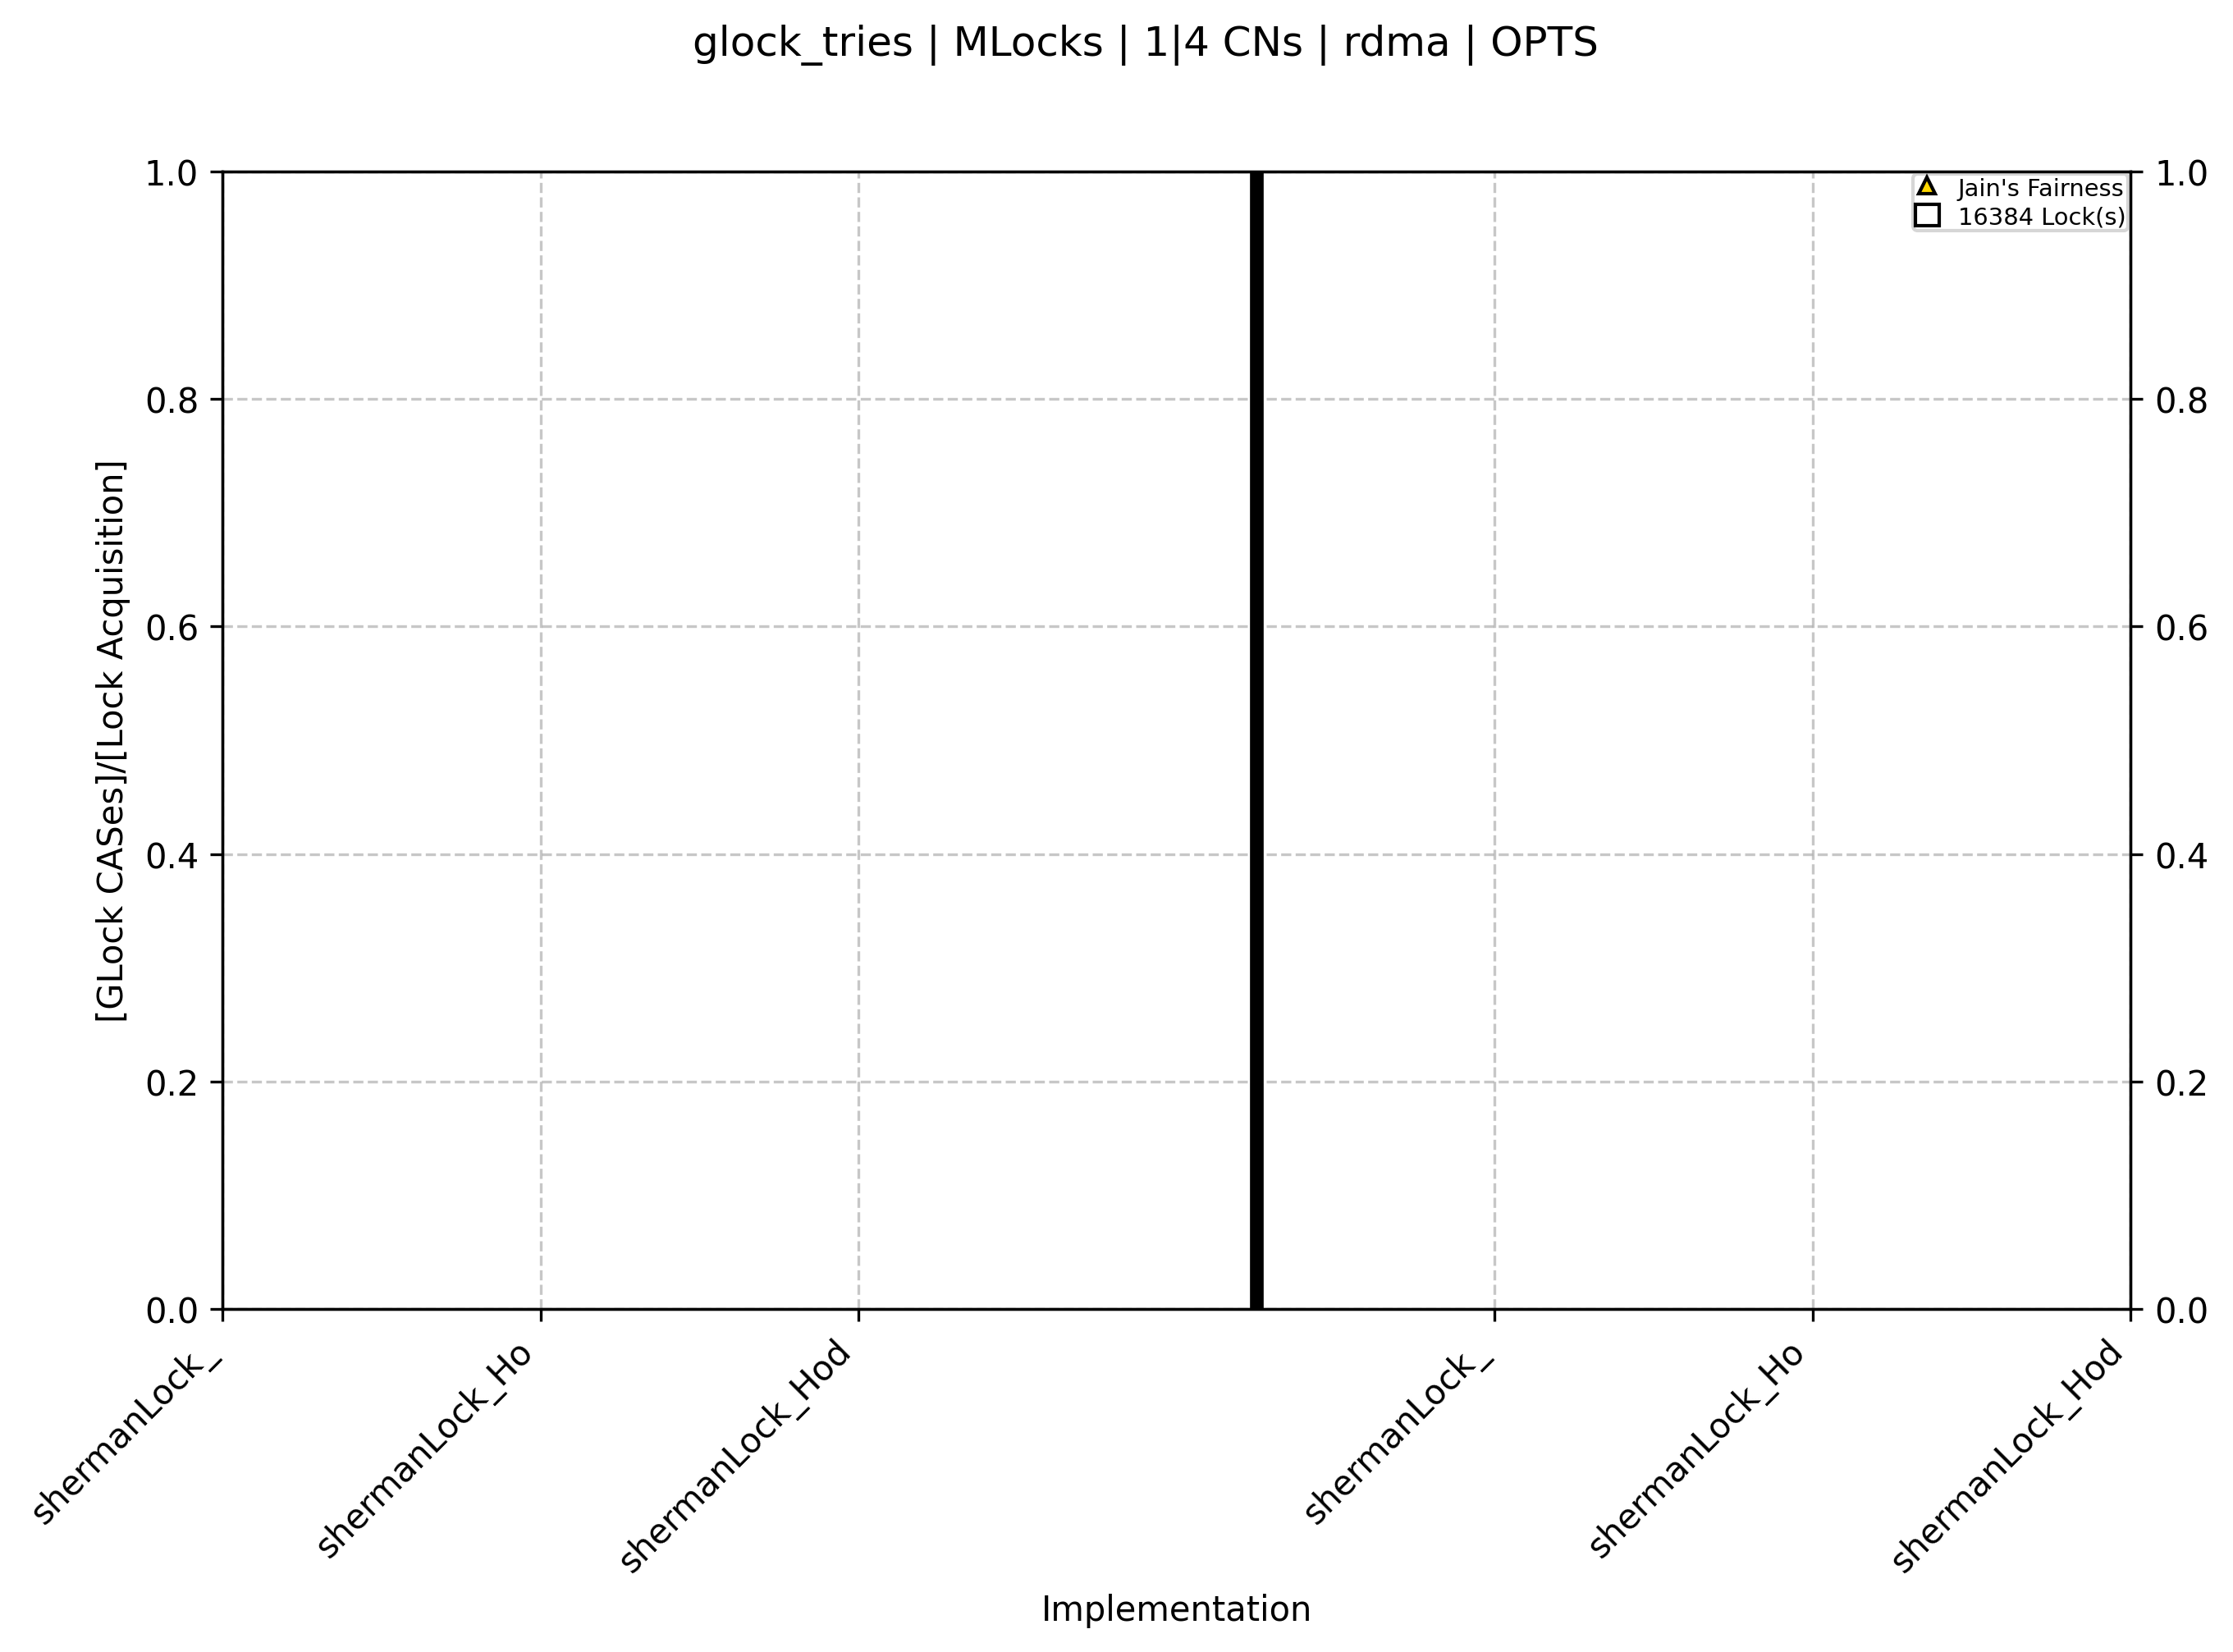 glock_tries | MLocks | 1|4 CNs | rdma | OPTS
Jain's Fairness
16384 Lock(s)
[GLock CASes]/[Lock Acquisition]
1.0
0.8
0.6
0.4
0.2
0.0
1.0
0.8
0.6
0.4
0.2
0.0
shermanLock_
shermanLock_Ho
shermanLock_Hod
shermanLock_
shermanLock_Ho
shermanLock_Hod
Implementation